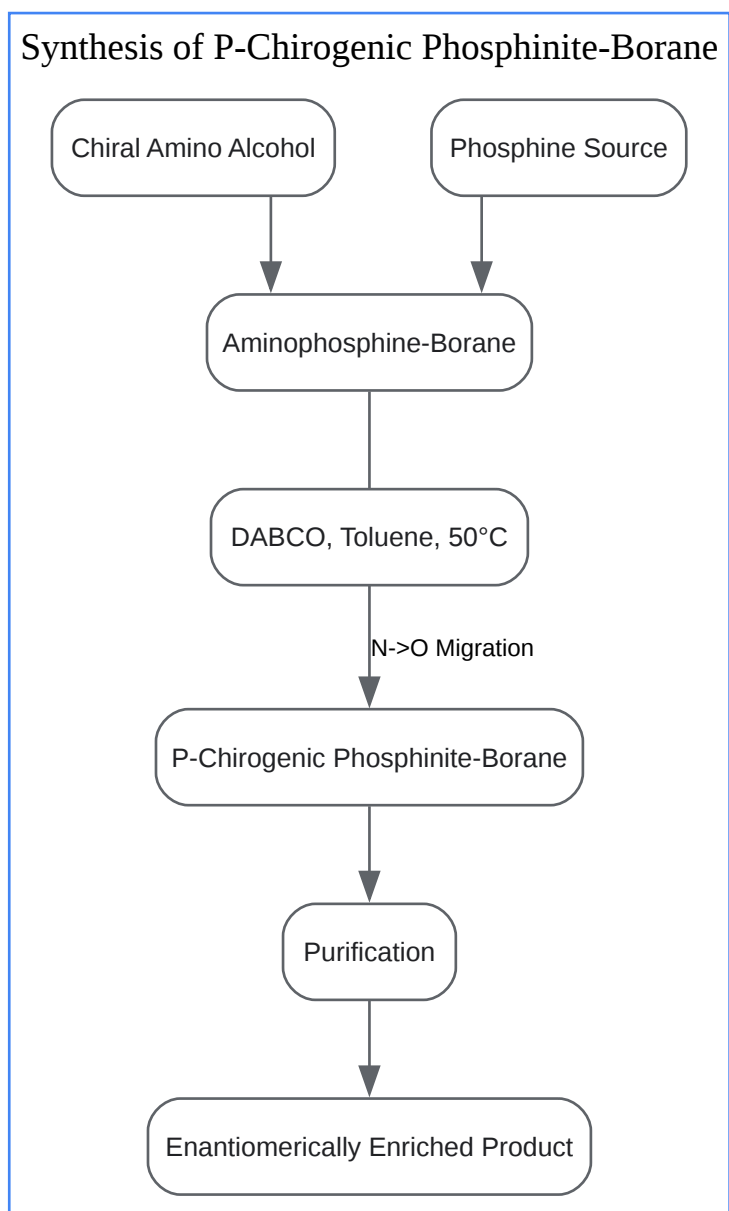 Synthesis of P-Chirogenic Phosphinite-Borane
Chiral Amino Alcohol
Phosphine Source
Aminophosphine-Borane
DABCO, Toluene, 50°C
N->O Migration
P-Chirogenic Phosphinite-Borane
Purification
Enantiomerically Enriched Product